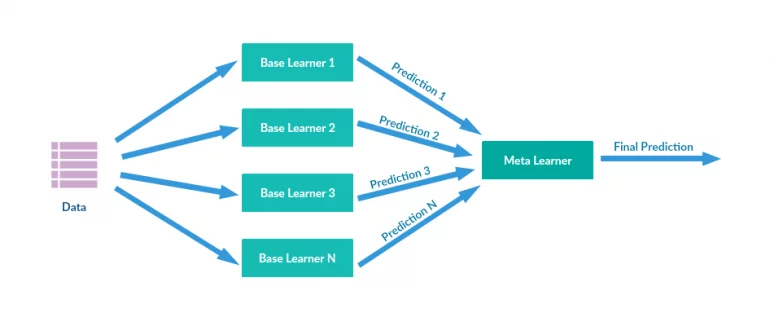 Base Learner 1
Prediction 1
Base Learner 2
Prediction 2
Meta Learner
Final Prediction
Data
Base Learner 3
Prediction 3
Base Learner N
Prediction N